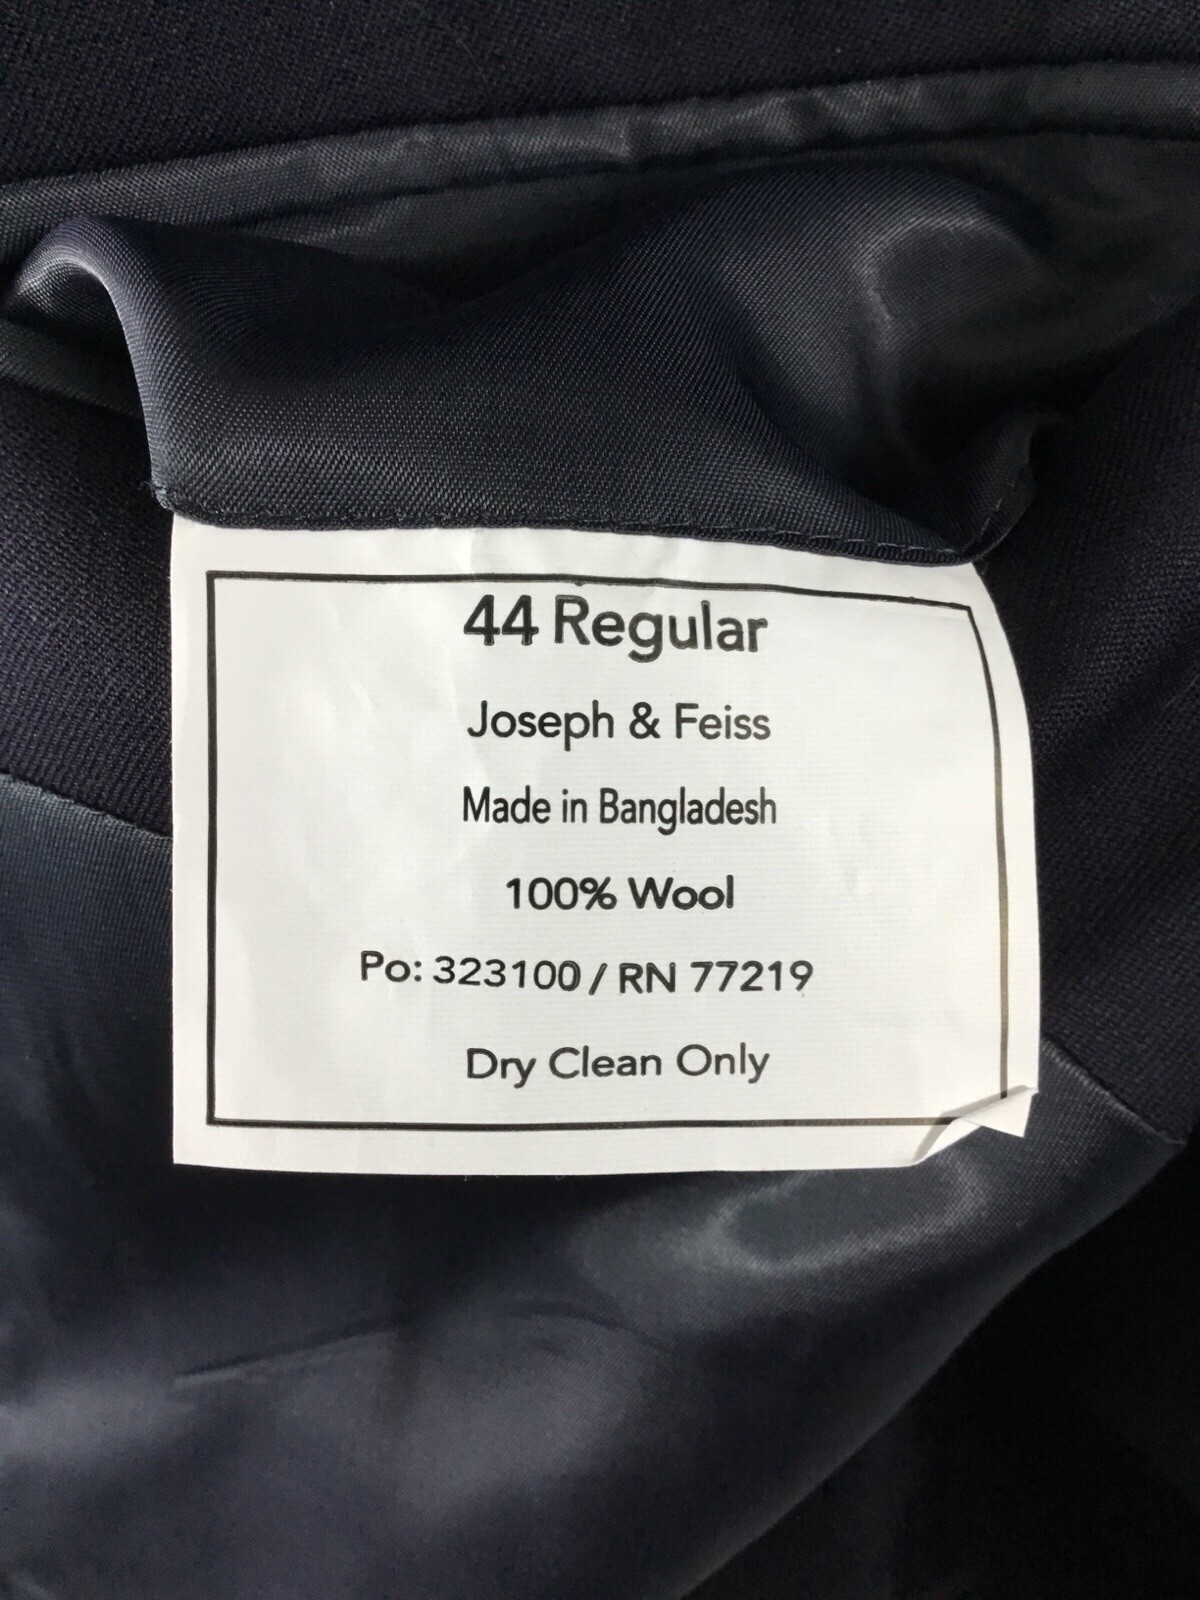 44 Regular
Joseph & Feiss
Made in Bangladesh
100% Wool
Po: 323100 / RN 77219
Dry Clean Only